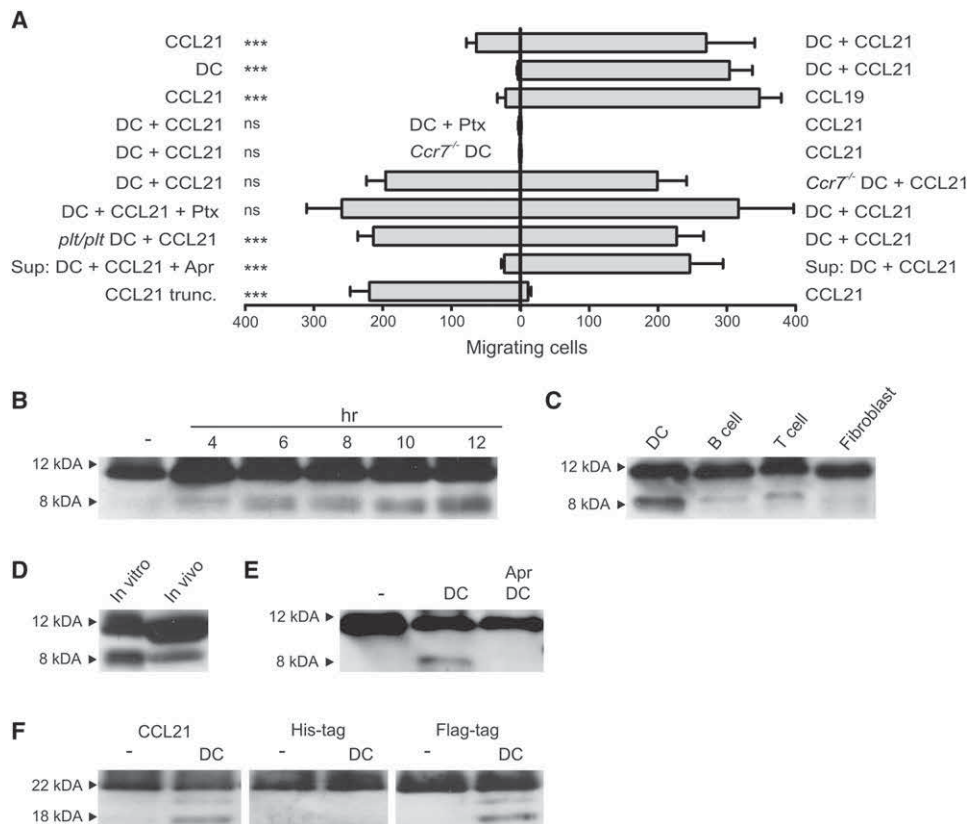 A
CCL21 *** DC + CCL21
DC *** DC + CCL21
CCL21 *** CCL19
DC + CCL21 ns DC + Ptx CCL21
DC + CCL21 ns Ccr7-/- DC CCL21
DC + CCL21 ns Ccr7-/- DC + CCL21
DC + CCL21 + Ptx ns DC + CCL21
plt/plt DC + CCL21 *** DC + CCL21
Sup: DC + CCL21 + Apr *** Sup: DC + CCL21
CCL21 trunc. *** CCL21
400 300 200 100 0 100 200 300 400
Migrating cells
B
hr
- 4 6 8 10 12
12 kDA
8 kDA
C
DC B cell T cell Fibroblast
12 kDA
8 kDA
D
In vitro In vivo
12 kDA
8 kDA
E
- DC Apr DC
12 kDA
8 kDA
F
CCL21 His-tag Flag-tag
- DC - DC - DC
22 kDA
18 kDA